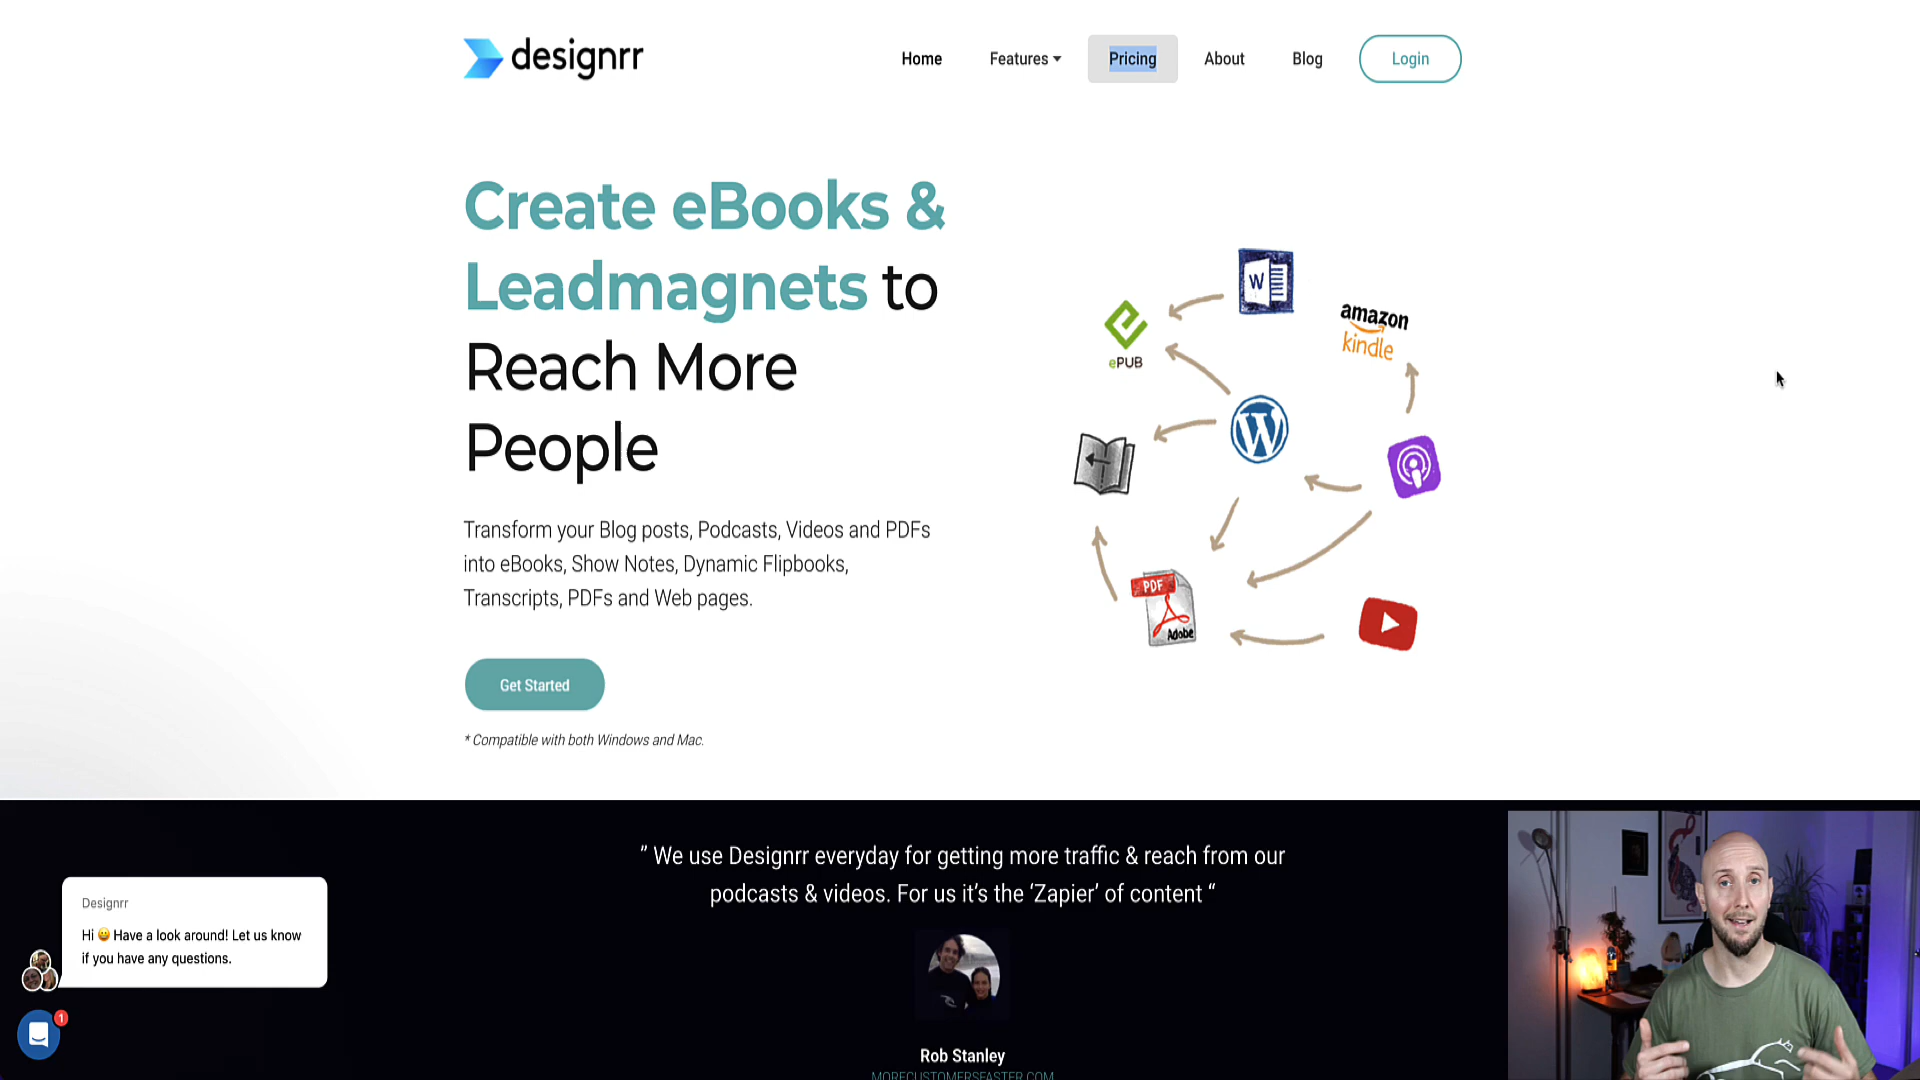 designrr
Home
Features
Pricing
About
Blog
Login
Create eBooks &
Leadmagnets to
Reach More
People
Transform your Blog posts, Podcasts, Videos and PDFs
into eBooks, Show Notes, Dynamic Flipbooks,
Transcripts, PDFs and Web pages.
Get Started
* Compatible with both Windows and Mac.
W
amazon
kindle
ePUB
PDF
Adobe
” We use Designrr everyday for getting more traffic & reach from our
podcasts & videos. For us it’s the ‘Zapier’ of content “
Rob Stanley
MORECUSTOMERSFASTER.COM
Designrr
Hi 😀 Have a look around! Let us know
if you have any questions.
1